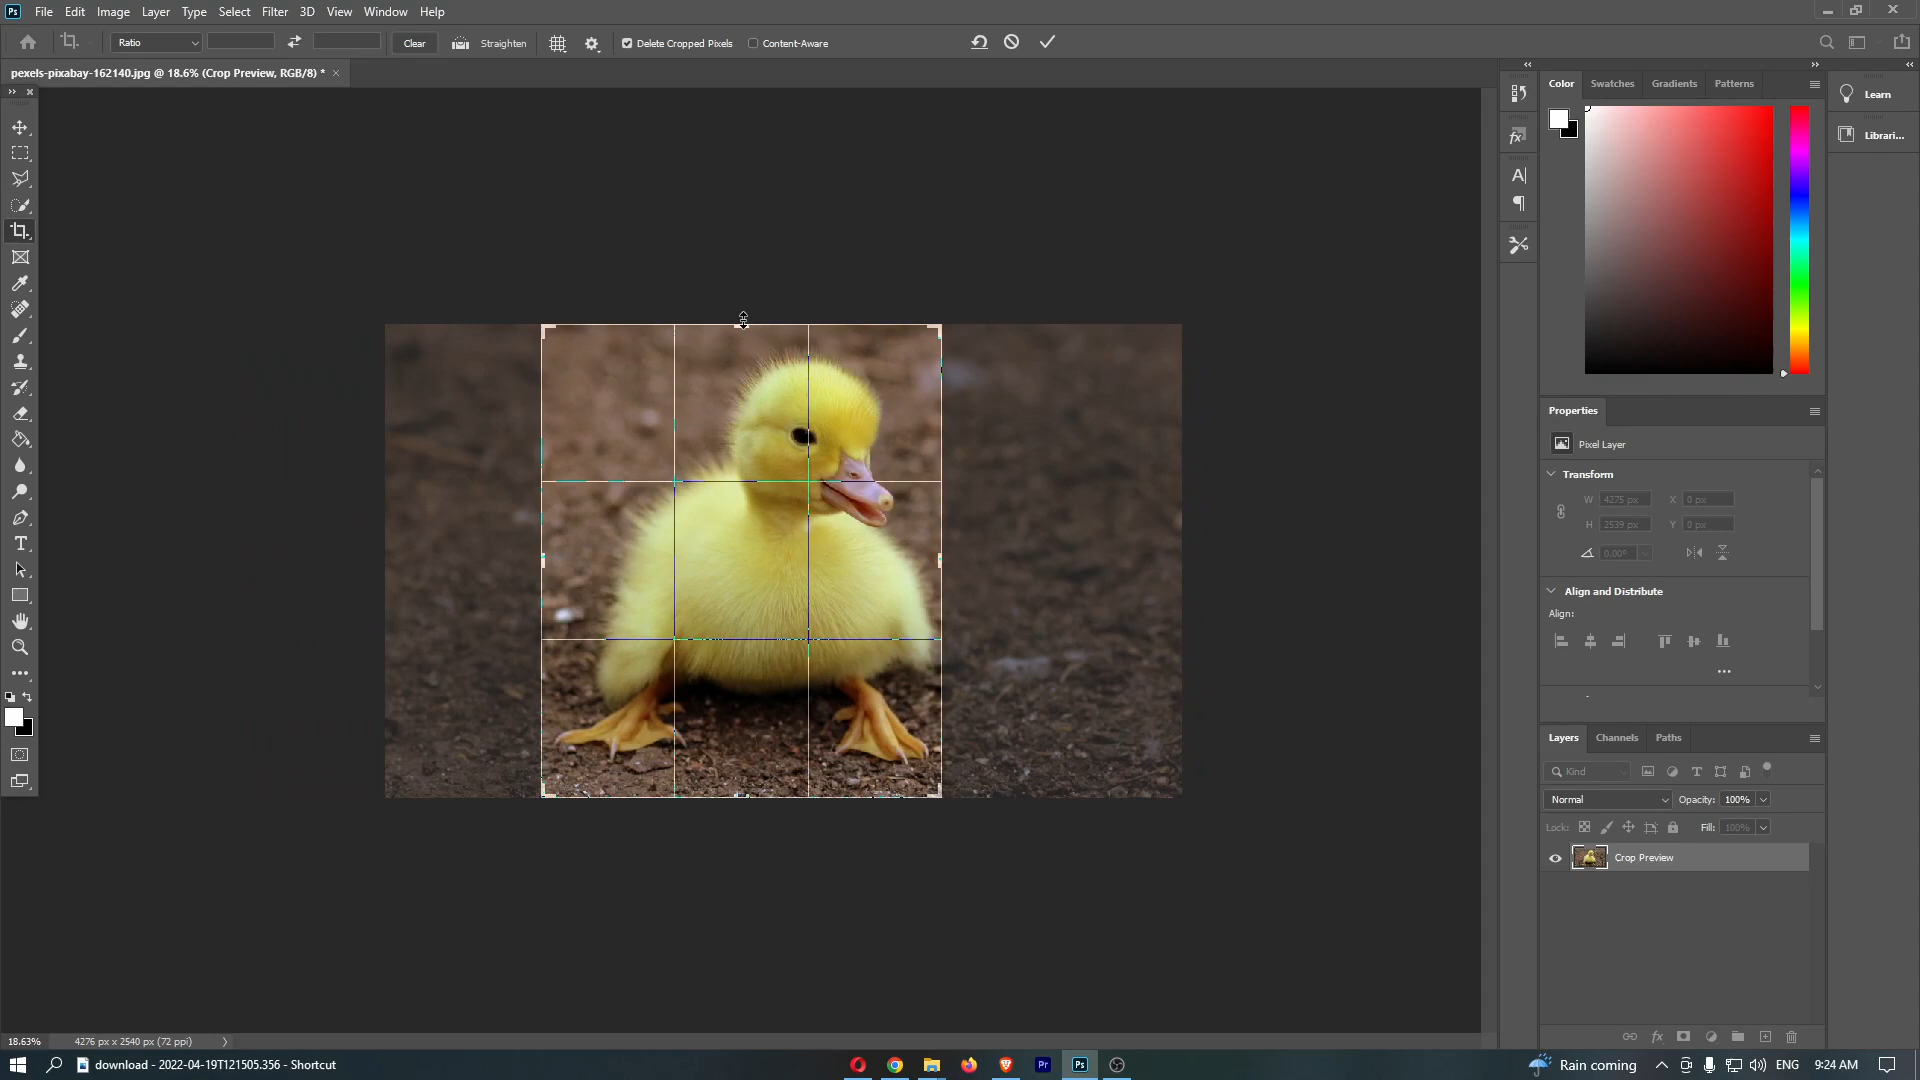 Ps File Edit Image Layer Type Select Filter 3D View Window Help
Ratio Clear Straighten Delete Cropped Pixels Content-Aware
pexels-pixabay-162140.jpg @ 18.6% (Crop Preview, RGB/8) * ×
Color Swatches Gradients Patterns
Learn
Librari...
Properties
Pixel Layer
Transform
W 4275 px X 0 px
H 2539 px Y 0 px
0.00°
Align and Distribute
Align:
Layers Channels Paths
Kind
Normal Opacity: 100%
Lock: Fill: 100%
Crop Preview
18.63% 4276 px x 2540 px (72 ppi)
download - 2022-04-19T121505.356 - Shortcut
Pr Ps
Rain coming ENG 9:24 AM